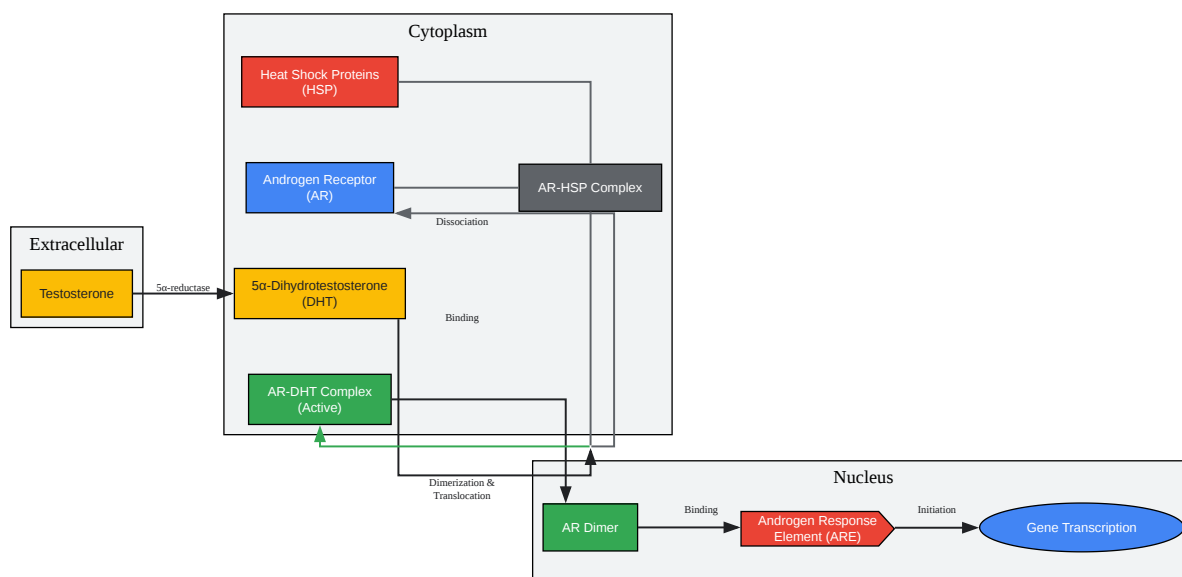 Cytoplasm
Heat Shock Proteins
(HSP)
Androgen Receptor
(AR)
AR-HSP Complex
Dissociation
Extracellular
Testosterone
5α-reductase
5α-Dihydrotestosterone
(DHT)
Binding
AR-DHT Complex
(Active)
Dimerization &
Translocation
Nucleus
AR Dimer
Binding
Androgen Response
Element (ARE)
Initiation
Gene Transcription